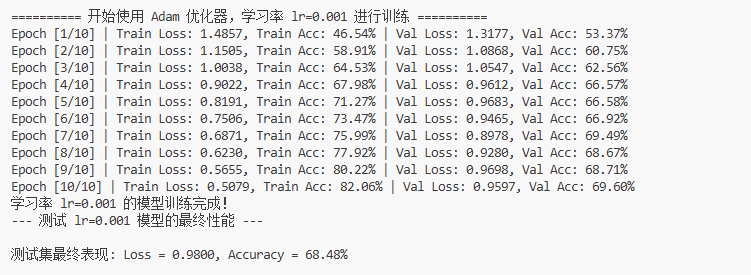 ========== 开始使用 Adam 优化器，学习率 lr=0.001 进行训练 ==========
Epoch [1/10] | Train Loss: 1.4857, Train Acc: 46.54% | Val Loss: 1.3177, Val Acc: 53.37%
Epoch [2/10] | Train Loss: 1.1505, Train Acc: 58.91% | Val Loss: 1.0868, Val Acc: 60.75%
Epoch [3/10] | Train Loss: 1.0038, Train Acc: 64.53% | Val Loss: 1.0547, Val Acc: 62.56%
Epoch [4/10] | Train Loss: 0.9022, Train Acc: 67.98% | Val Loss: 0.9612, Val Acc: 66.57%
Epoch [5/10] | Train Loss: 0.8191, Train Acc: 71.27% | Val Loss: 0.9683, Val Acc: 66.58%
Epoch [6/10] | Train Loss: 0.7506, Train Acc: 73.47% | Val Loss: 0.9465, Val Acc: 66.92%
Epoch [7/10] | Train Loss: 0.6871, Train Acc: 75.99% | Val Loss: 0.8978, Val Acc: 69.49%
Epoch [8/10] | Train Loss: 0.6230, Train Acc: 77.92% | Val Loss: 0.9280, Val Acc: 68.67%
Epoch [9/10] | Train Loss: 0.5655, Train Acc: 80.22% | Val Loss: 0.9698, Val Acc: 68.71%
Epoch [10/10] | Train Loss: 0.5079, Train Acc: 82.06% | Val Loss: 0.9597, Val Acc: 69.60%
学习率 lr=0.001 的模型训练完成！
--- 测试 lr=0.001 模型的最终性能 ---
测试集最终表现: Loss = 0.9800, Accuracy = 68.48%